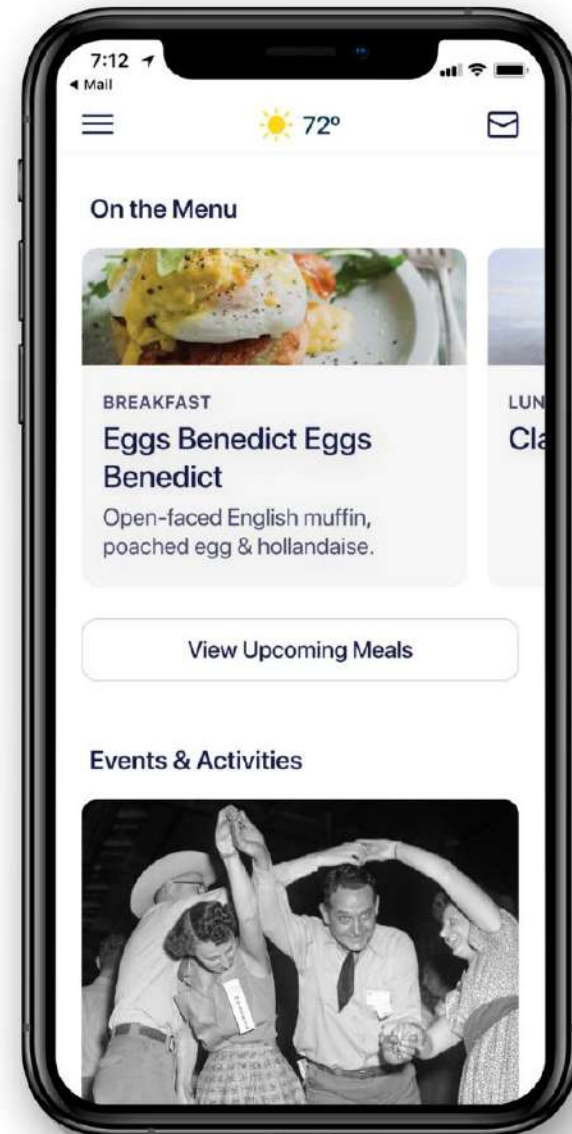 7:12
Mail
72°
On the Menu
BREAKFAST
Eggs Benedict Eggs
Benedict
Open-faced English muffin,
poached egg & hollandaise.
LUN
Cla
View Upcoming Meals
Events & Activities